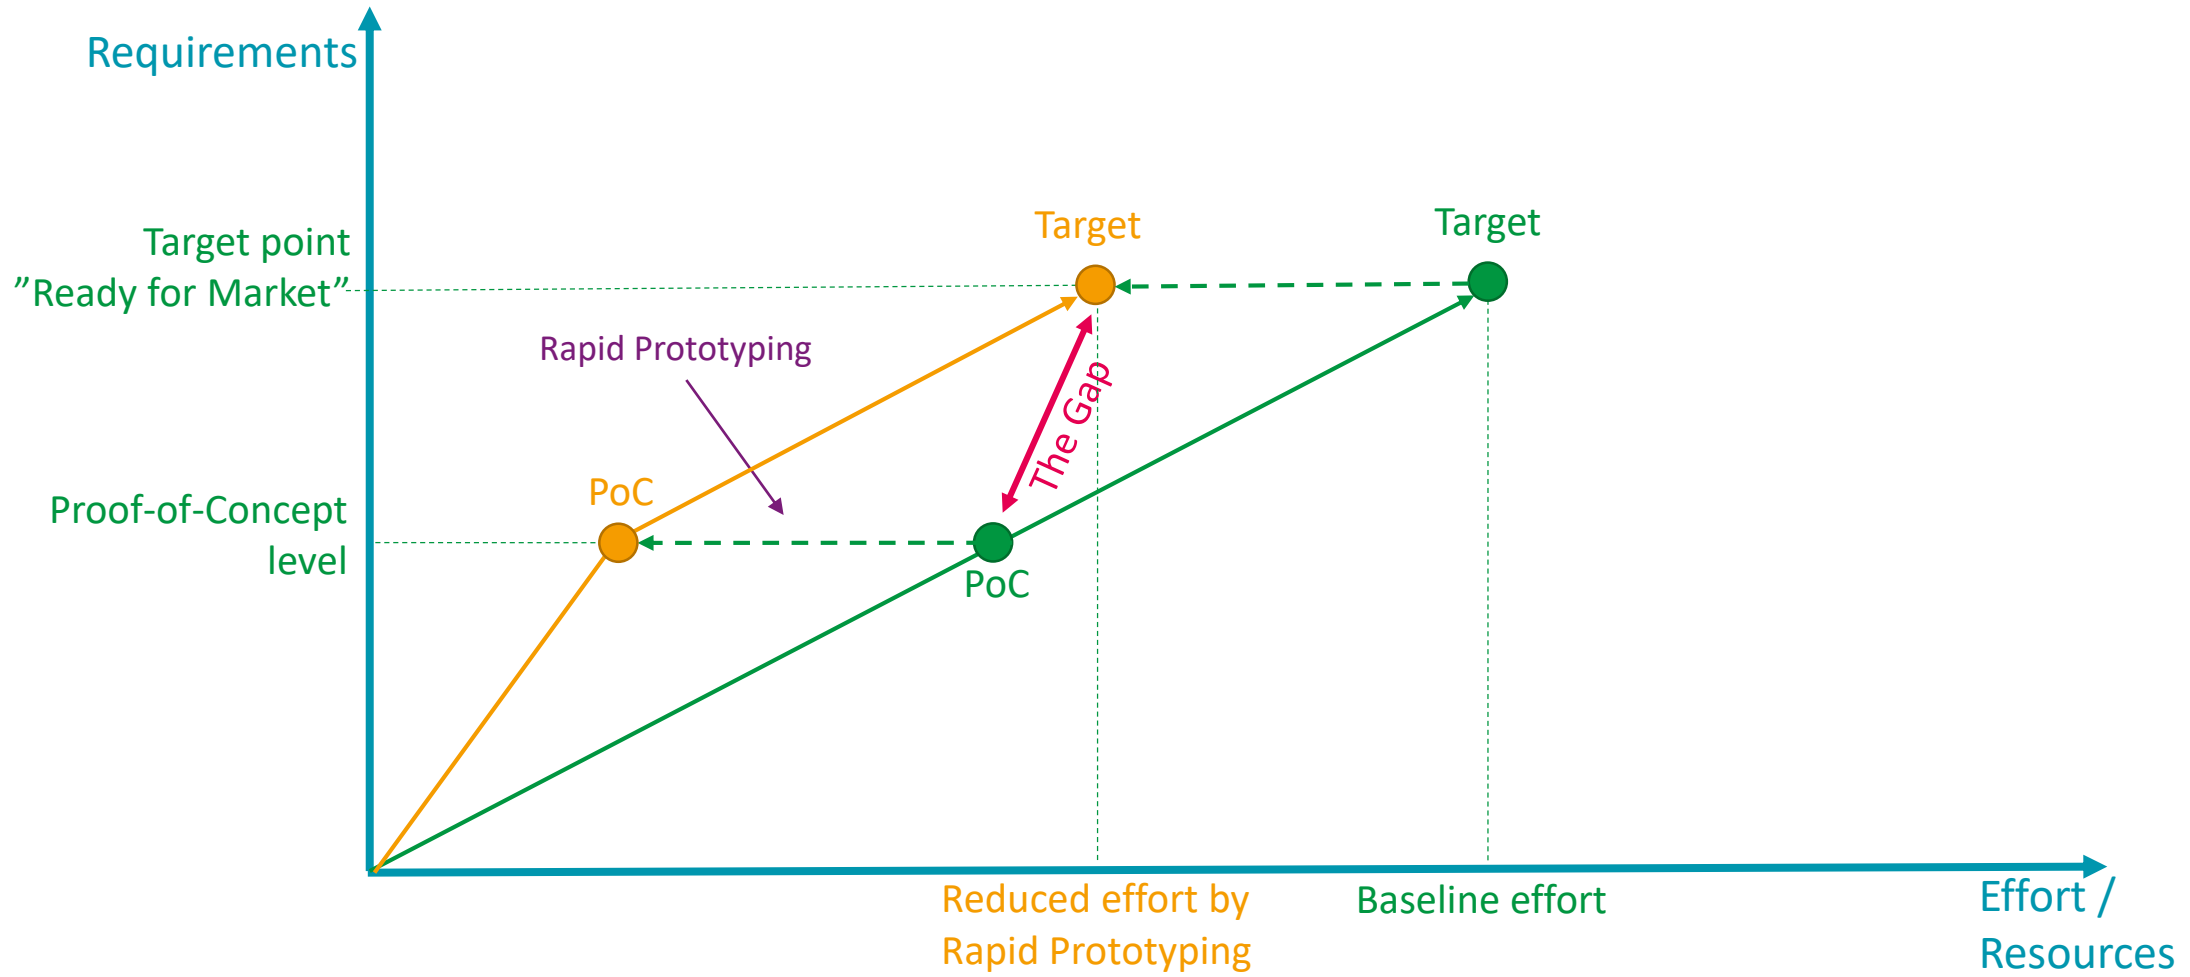 Requirements
Target point
”Ready for Market”
Target
Target
Rapid Prototyping
The Gap
PoC
Proof-of-Concept
level
PoC
Reduced effort by
Rapid Prototyping
Baseline effort
Effort /
Resources